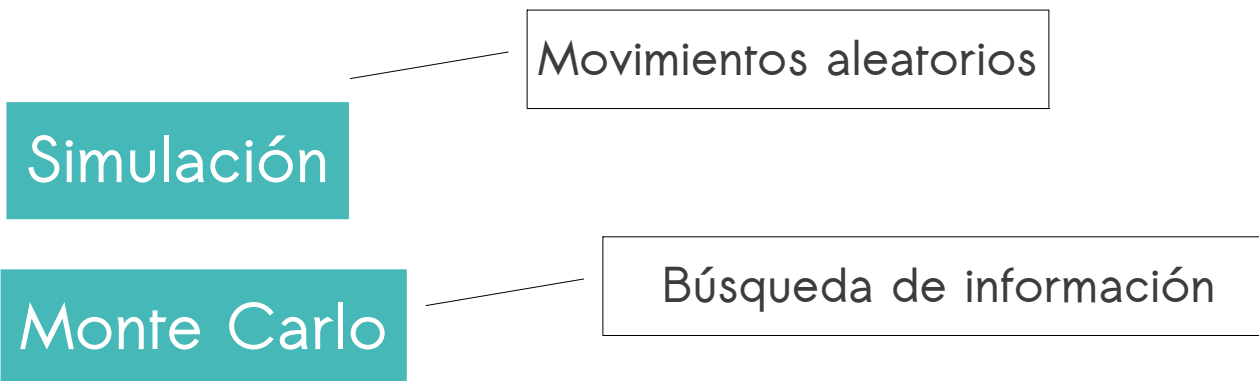 Movimientos aleatorios
Simulación
Búsqueda de información
Monte Carlo